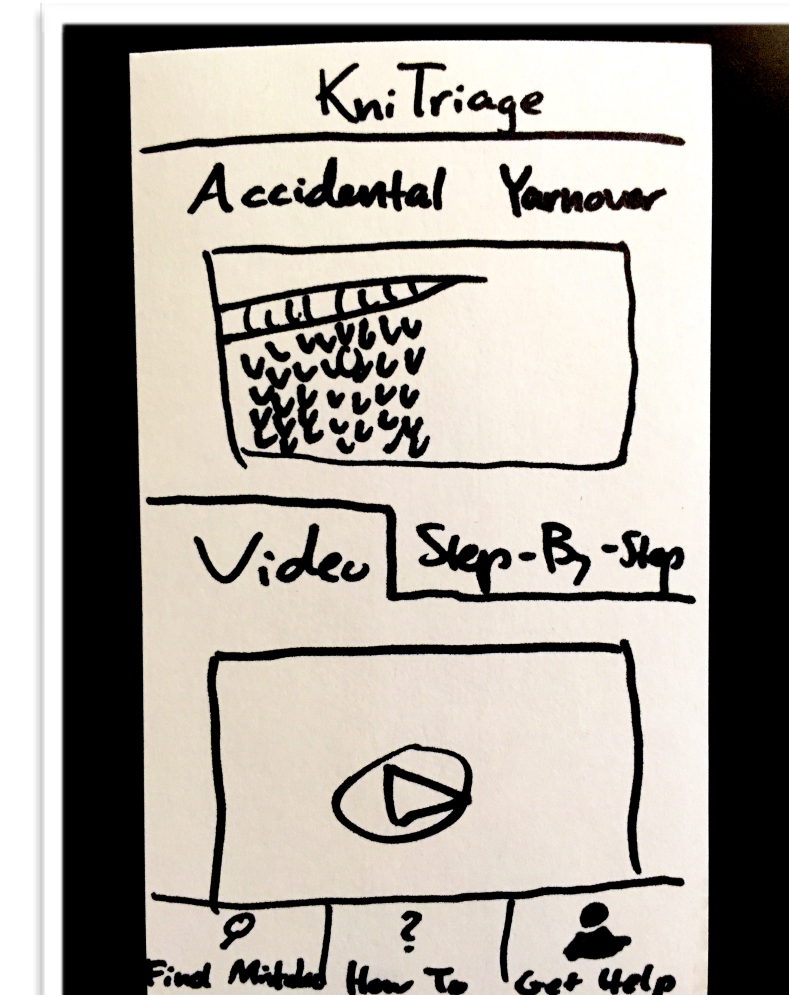 KniTriage
Accidental Yarnover
Video Step-By-Step
?
Find Mistake How To Get Help